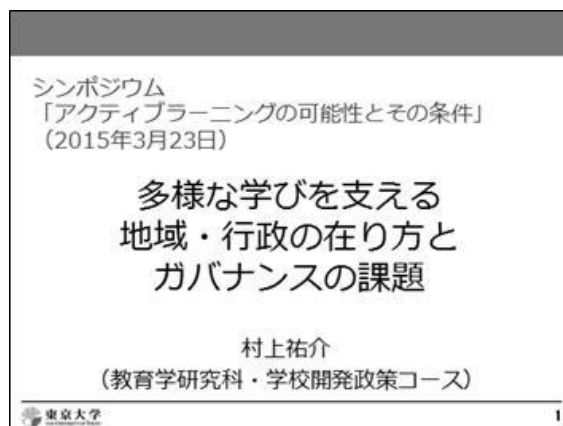 シンポジウム
「アクティブラーニングの可能性とその条件」
（2015年3月23日）
多様な学びを支える
地域・行政の在り方と
ガバナンスの課題
村上祐介
（教育学研究科・学校開発政策コース）
東京大学
THE UNIVERSITY OF TOKYO
1